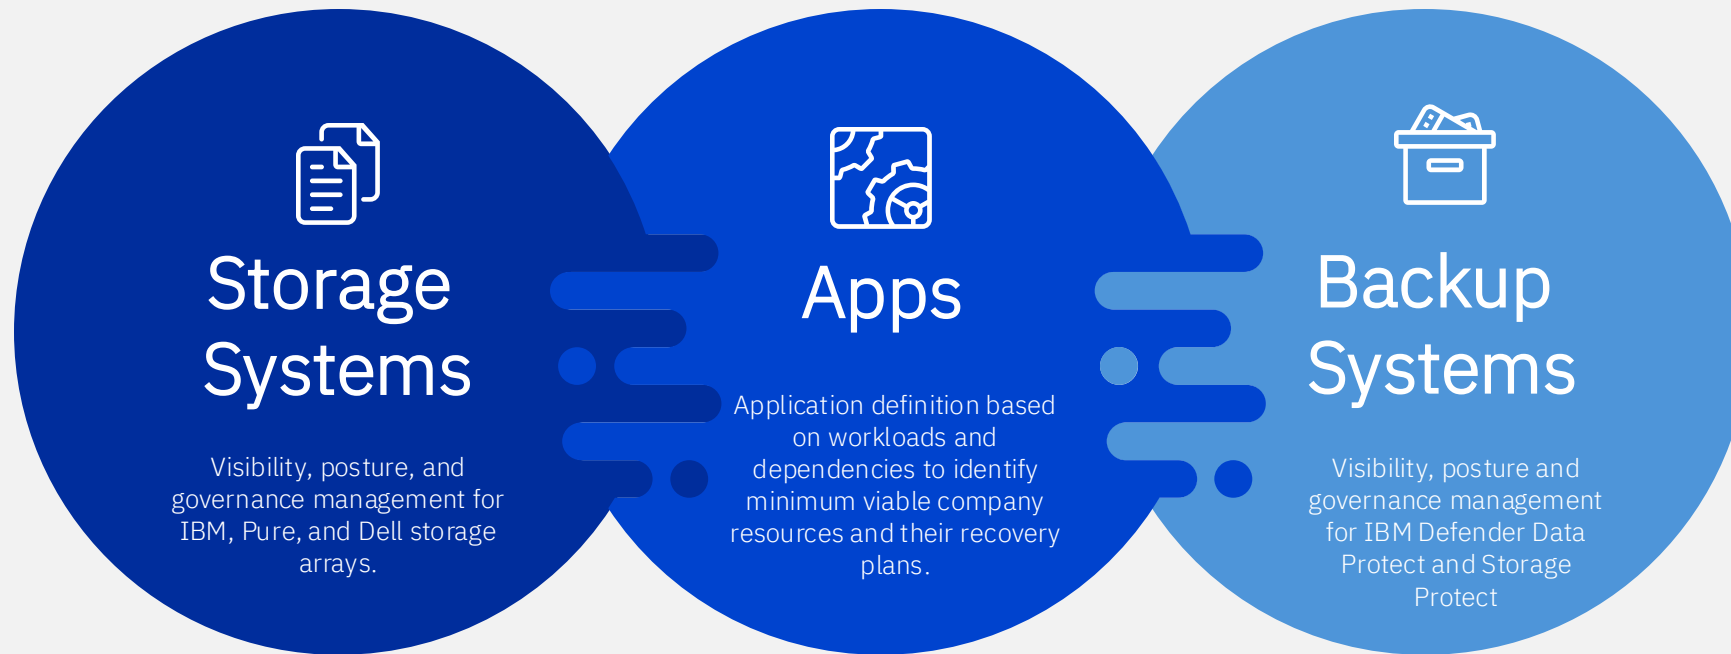 Storage
Systems
Visibility, posture, and
governance management for
IBM, Pure, and Dell storage
arrays.
Apps
Application definition based
on workloads and
dependencies to identify
minimum viable company
resources and their recovery
plans.
Backup
Systems
Visibility, posture and
governance management
for IBM Defender Data
Protect and Storage
Protect